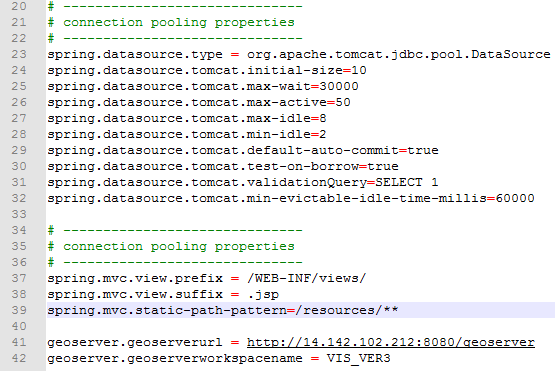 20 # ------------------------------
21 # connection pooling properties
22 # ------------------------------
23 spring.datasource.type = org.apache.tomcat.jdbc.pool.DataSource
24 spring.datasource.tomcat.initial-size=10
25 spring.datasource.tomcat.max-wait=30000
26 spring.datasource.tomcat.max-active=50
27 spring.datasource.tomcat.max-idle=8
28 spring.datasource.tomcat.min-idle=2
29 spring.datasource.tomcat.default-auto-commit=true
30 spring.datasource.tomcat.test-on-borrow=true
31 spring.datasource.tomcat.validationQuery=SELECT 1
32 spring.datasource.tomcat.min-evictable-idle-time-millis=60000
33
34 # ------------------------------
35 # connection pooling properties
36 # ------------------------------
37 spring.mvc.view.prefix = /WEB-INF/views/
38 spring.mvc.view.suffix = .jsp
39 spring.mvc.static-path-pattern=/resources/**
40
41 geoserver.geoserverurl = http://14.142.102.212:8080/geoserver
42 geoserver.geoserverworkspacename = VIS_VER3